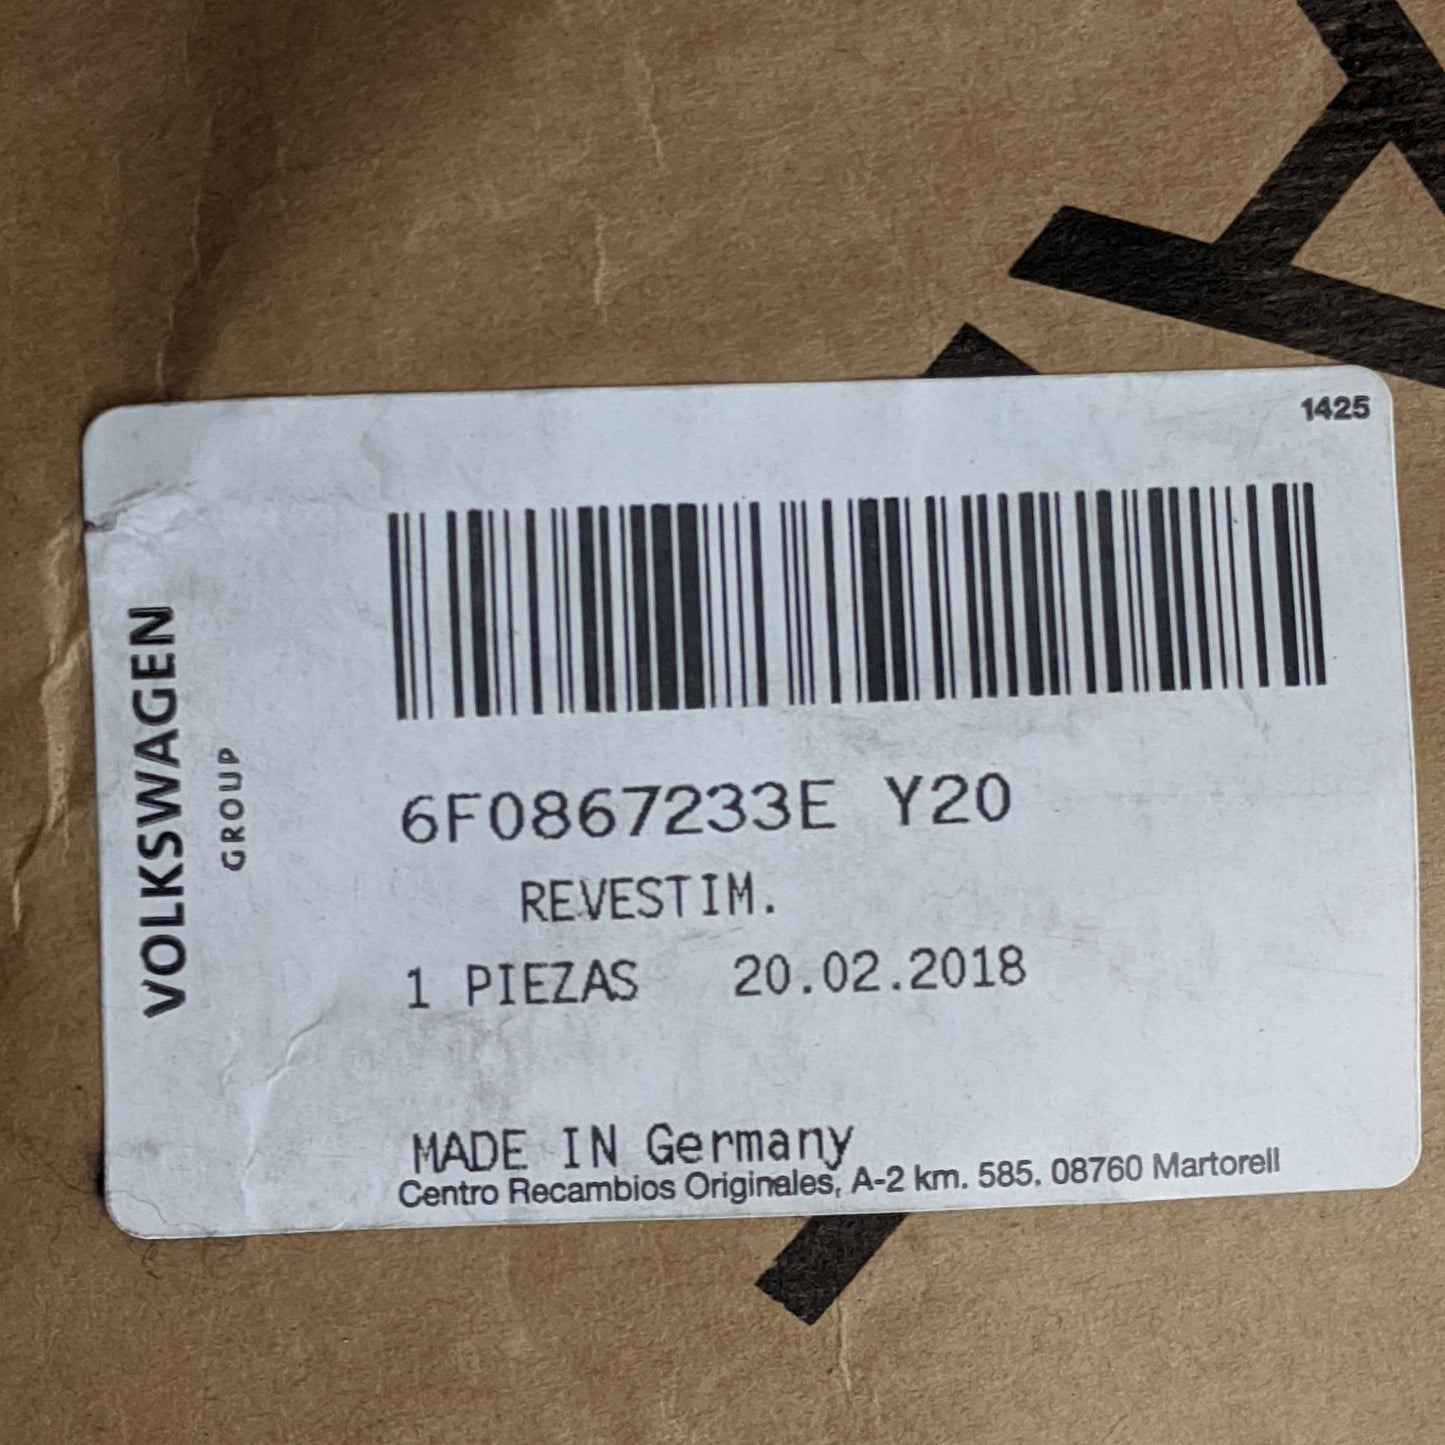 1425
VOLKSWAGEN
GROUP
6F0867233E Y20
REVESTIM.
1 PIEZAS 20.02.2018
MADE IN Germany
Centro Recambios Originales, A-2 km. 585, 08760 Martorell